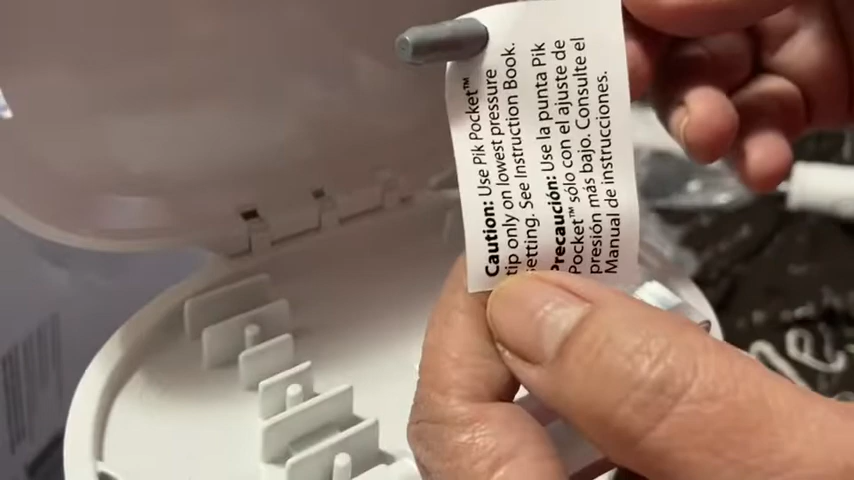 Caution: Use Pik Pocket™
tip only on lowest pressure
setting. See Instruction Book.
Precaución: Use la punta Pik
Pocket™ sólo con el ajuste de
presión más bajo. Consulte el
Manual de instrucciones.